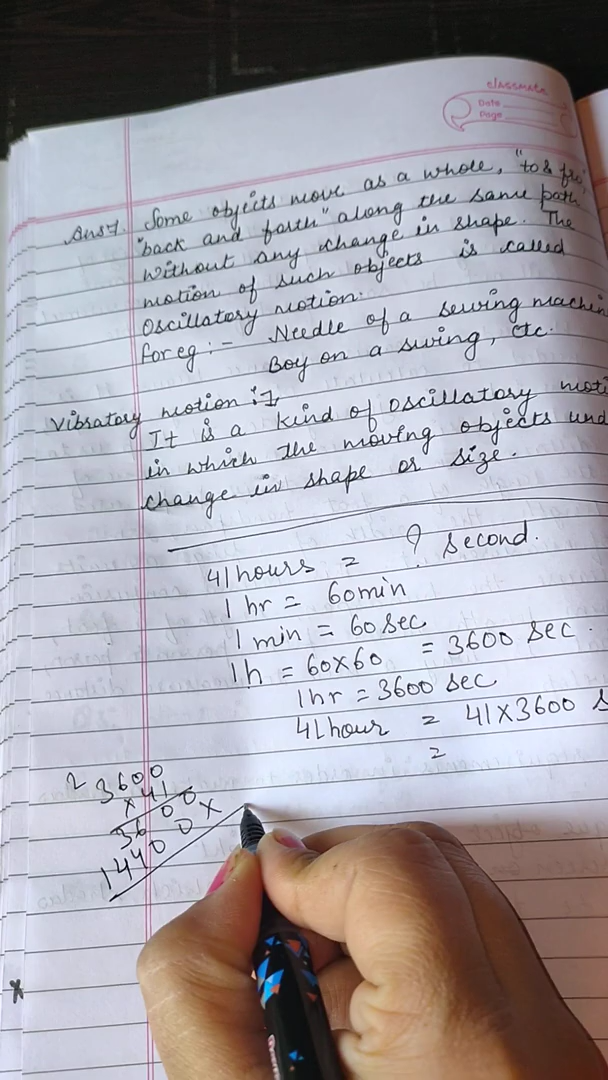 classmate
Date
Page
Ans7. Some objects move as a whole, "to & fro,
"back and forth" along the same path
without any change in shape. The
motion of such objects is called
Oscillatory motion.
For eg :- Needle of a sewing machin
Boy on a swing, etc.
Vibratory motion :-
It is a kind of oscillatory moti
in which the moving objects und
change in shape or size.
41 hours = ? second.
1 hr = 60 min
1 min = 60 sec
1h = 60×60 = 3600 sec.
1hr = 3600 sec
41 hour = 41×3600 s
=
2 3600
×41
3600
14400×